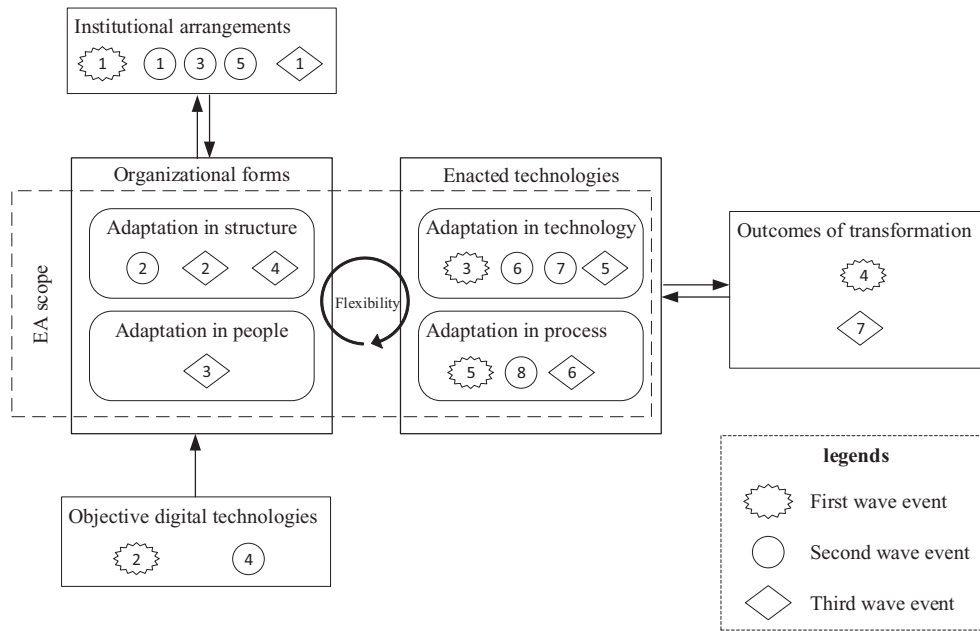 Institutional arrangements
1 1 3 5 1
Organizational forms
Enacted technologies
EA scope
Adaptation in structure
2 2 4
Adaptation in people
3
Flexibility
Adaptation in technology
3 6 7 5
Adaptation in process
5 8 6
Outcomes of transformation
4
7
Objective digital technologies
2 4
legends
First wave event
Second wave event
Third wave event